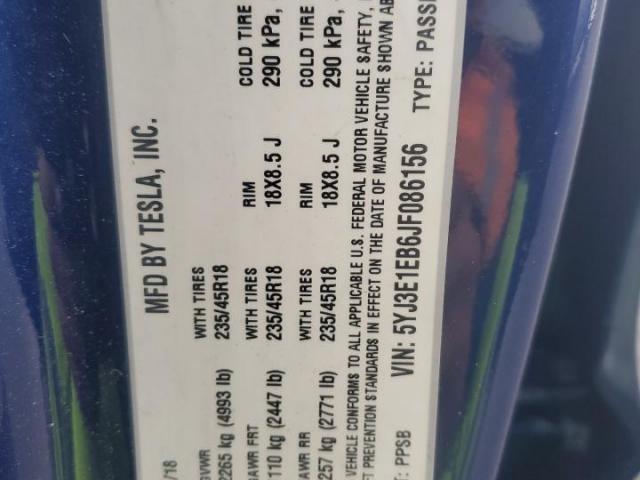 MFD BY TESLA, INC.
/18
GVWR WITH TIRES RIM COLD TIRE
2265 kg (4993 lb) 235/45R18 18X8.5 J 290 kPa,
GAWR FRT WITH TIRES RIM COLD TIRE
1110 kg (2447 lb) 235/45R18 18X8.5 J 290 kPa,
GAWR RR WITH TIRES
1257 kg (2771 lb) 235/45R18
VEHICLE CONFORMS TO ALL APPLICABLE U.S. FEDERAL MOTOR VEHICLE SAFETY,
FT PREVENTION STANDARDS IN EFFECT ON THE DATE OF MANUFACTURE SHOWN AB
T: PPSB VIN: 5YJ3E1EB6JF086156 TYPE: PASSE